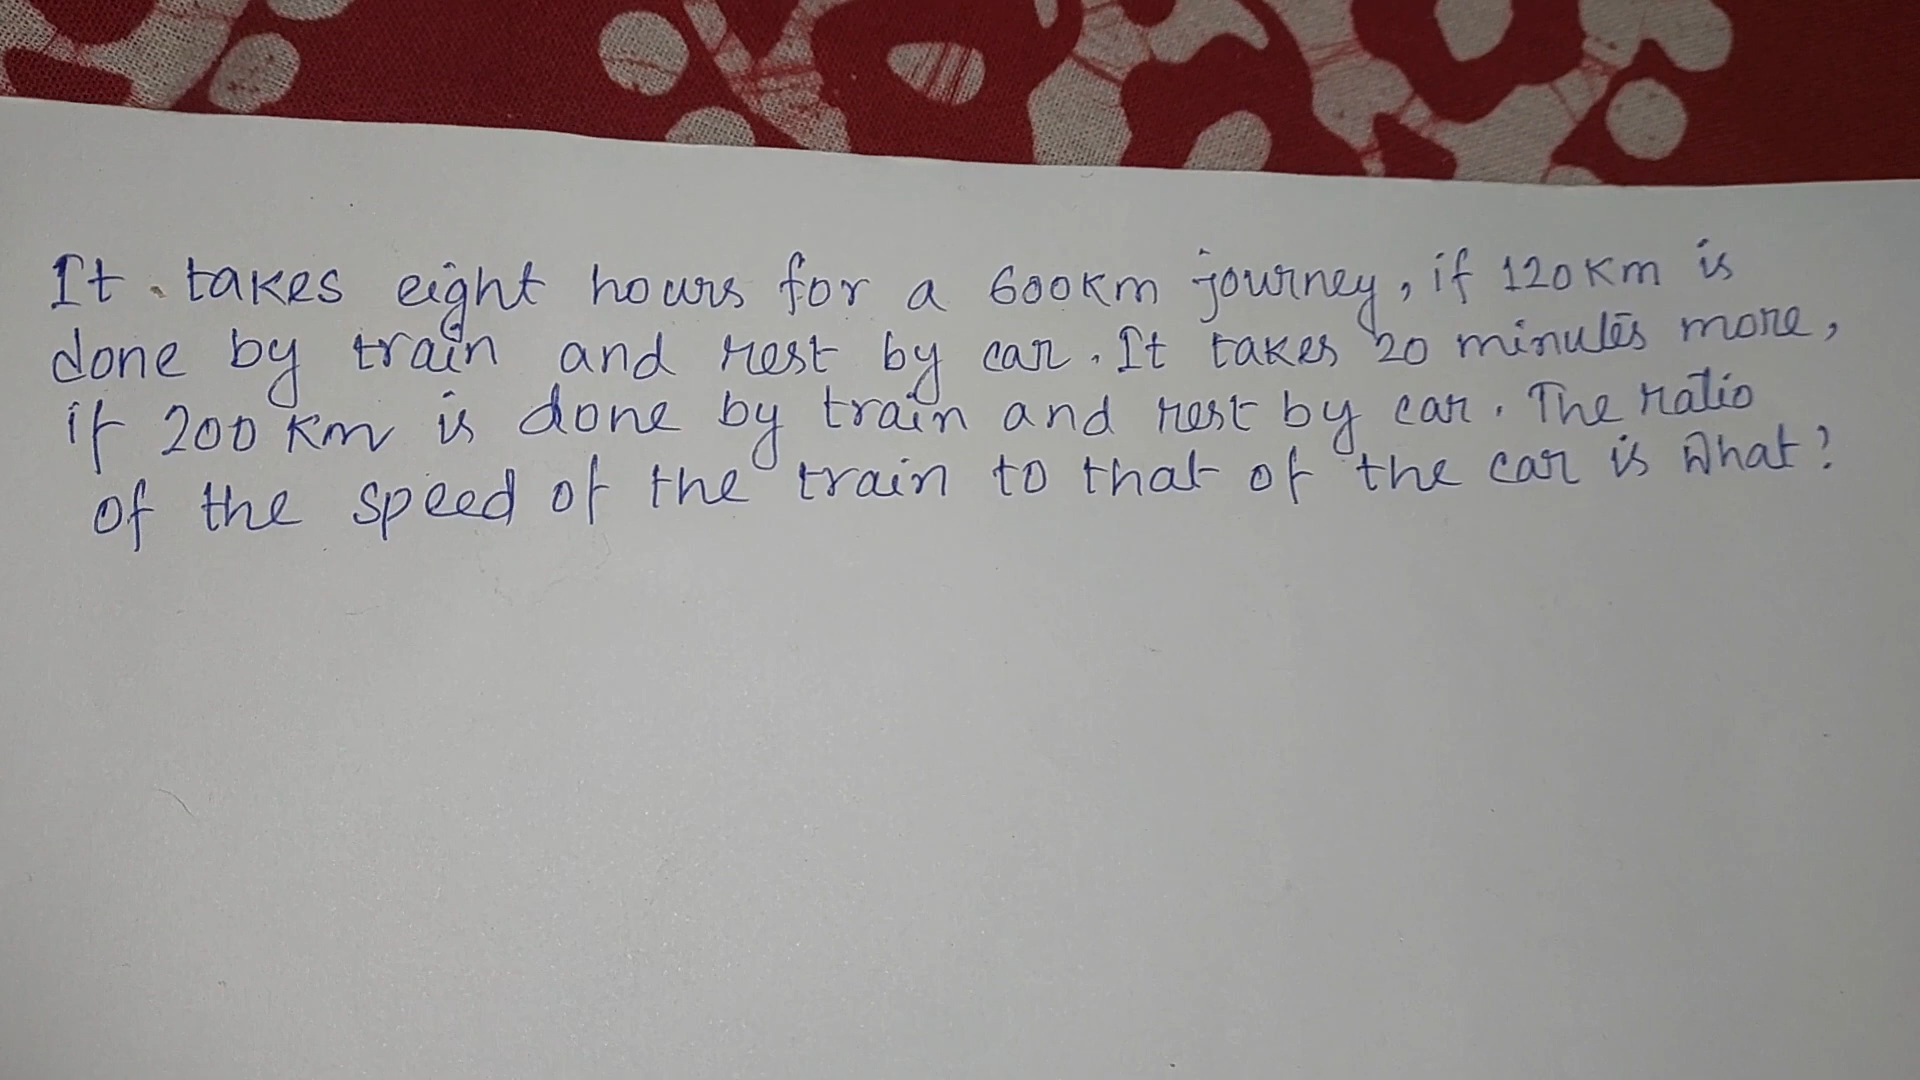 It takes eight hours for a 600km journey, if 120km is
done by train and rest by car. It takes 20 minutes more,
if 200 km is done by train and rest by car. The ratio
of the speed of the train to that of the car is What?